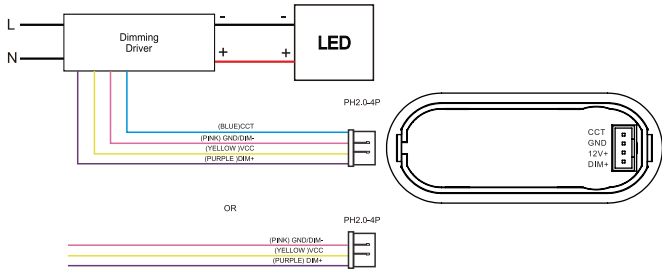 L
N
Dimming
Driver
- -
+ +
LED
PH2.0-4P
(BLUE)CCT
(PINK) GND/DIM-
(YELLOW )VCC
(PURPLE )DIM+
CCT
GND
12V+
DIM+
OR
PH2.0-4P
(PINK) GND/DIM-
(YELLOW )VCC
(PURPLE) DIM+